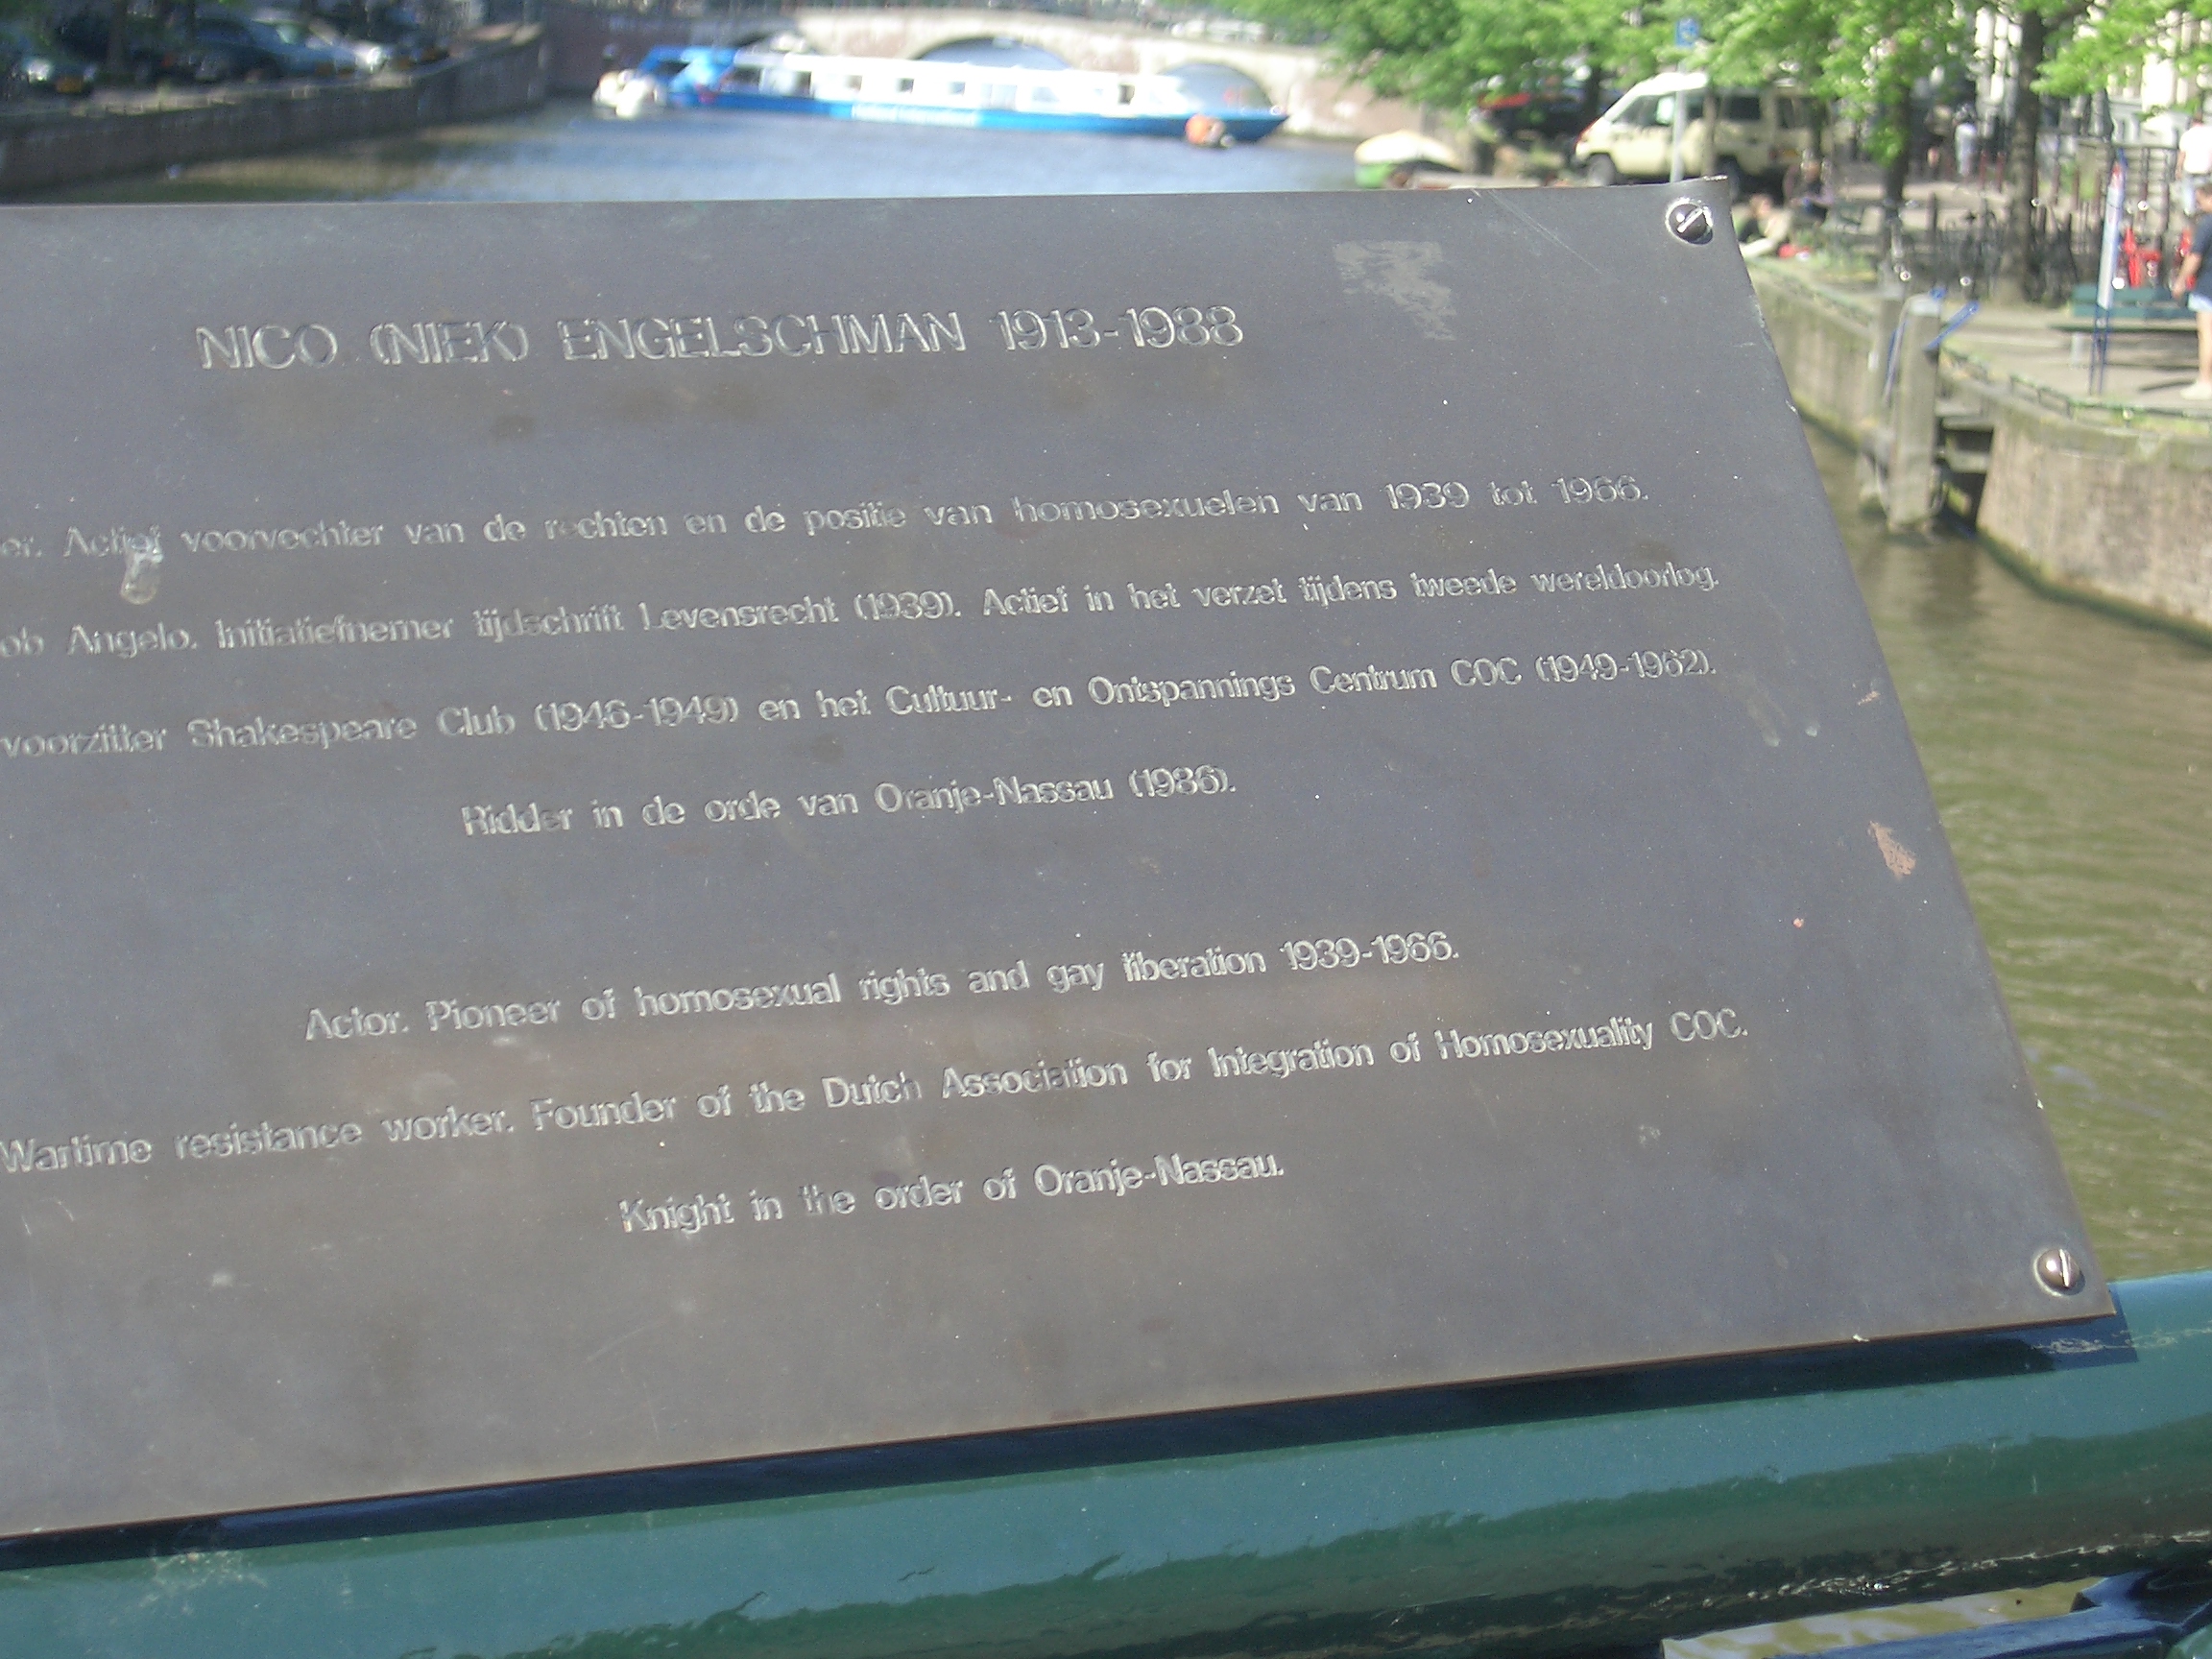 NICO (NIEK) ENGELSCHMAN 1913-1988
er. Actief voorvechter van de rechten en de positie van homosexuelen van 1939 tot 1966.
ob Angelo. Initiatiefnemer tijdschrift Levensrecht (1939). Actief in het verzet tijdens tweede wereldoorlog.
voorzitter Shakespeare Club (1946-1949) en het Cultuur- en Ontspannings Centrum COC (1949-1962).
Ridder in de orde van Oranje-Nassau (1986).
Actor. Pioneer of homosexual rights and gay liberation 1939-1966.
Wartime resistance worker. Founder of the Dutch Association for Integration of Homosexuality COC.
Knight in the order of Oranje-Nassau.